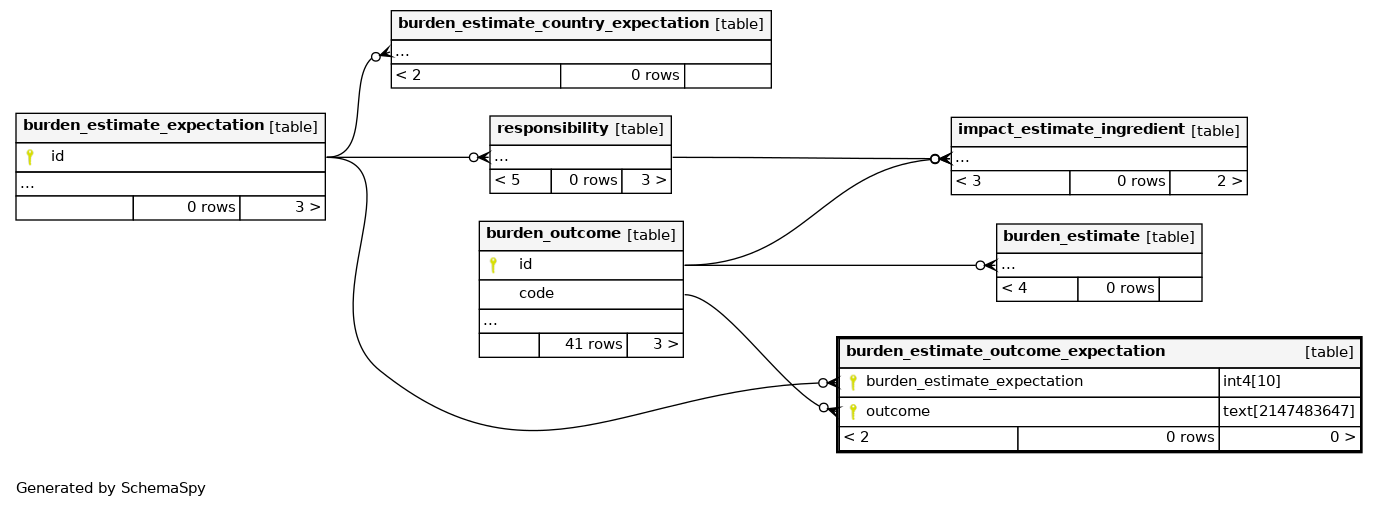 burden_estimate_country_expectation [table]
...
< 2 0 rows
burden_estimate_expectation [table]
id
...
0 rows 3 >
responsibility [table]
...
< 5 0 rows 3 >
impact_estimate_ingredient [table]
...
< 3 0 rows 2 >
burden_outcome [table]
id
code
...
41 rows 3 >
burden_estimate [table]
...
< 4 0 rows
burden_estimate_outcome_expectation [table]
burden_estimate_expectation int4[10]
outcome text[2147483647]
< 2 0 rows 0 >
Generated by SchemaSpy